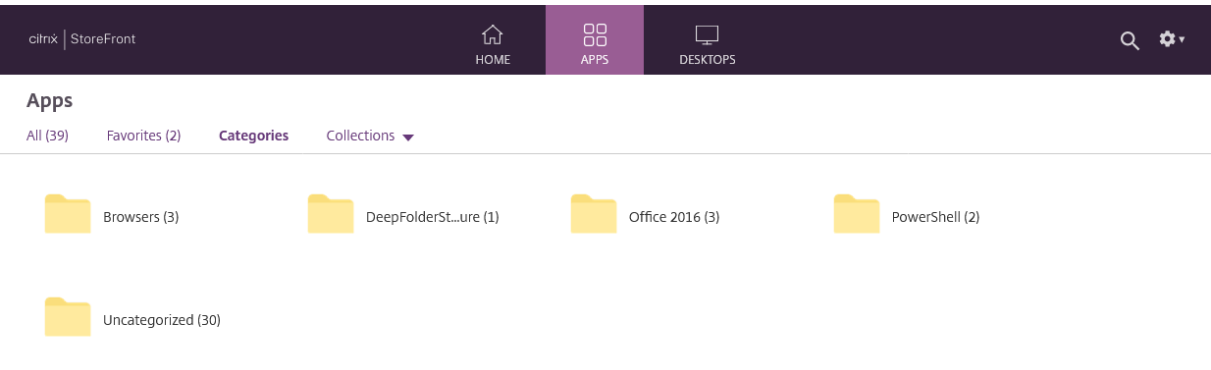 citrix | StoreFront
HOME
APPS
DESKTOPS
Apps
All (39)
Favorites (2)
Categories
Collections
Browsers (3)
DeepFolderSt...ure (1)
Office 2016 (3)
PowerShell (2)
Uncategorized (30)